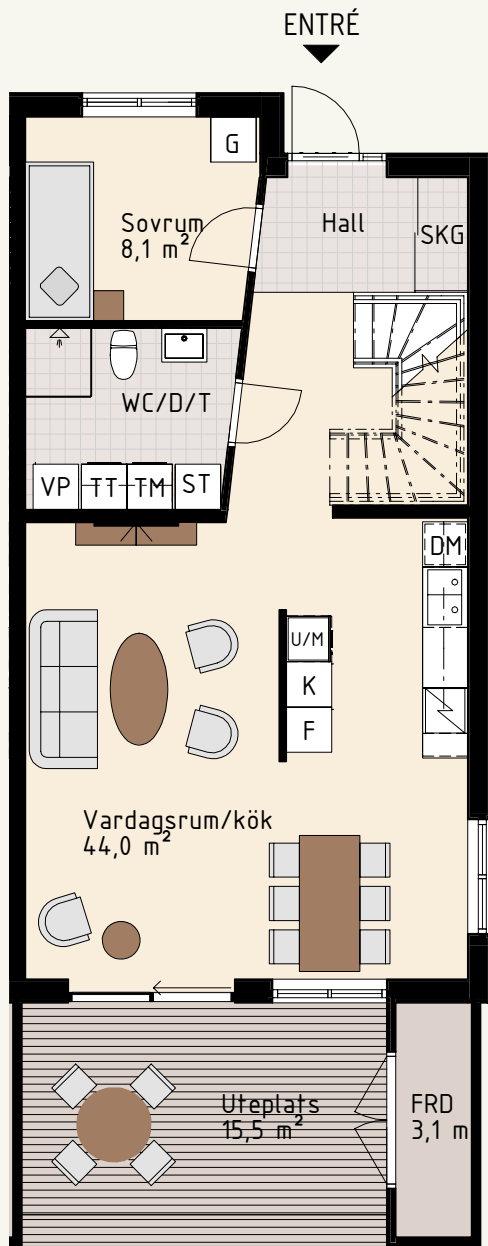 ENTRÉ
G
Sovrum
8,1 m²
Hall
SKG
WC/D/T
VP
TT
TM
ST
DM
U/M
K
F
Vardagsrum/kök
44,0 m²
Uteplats
15,5 m²
FRD
3,1 m